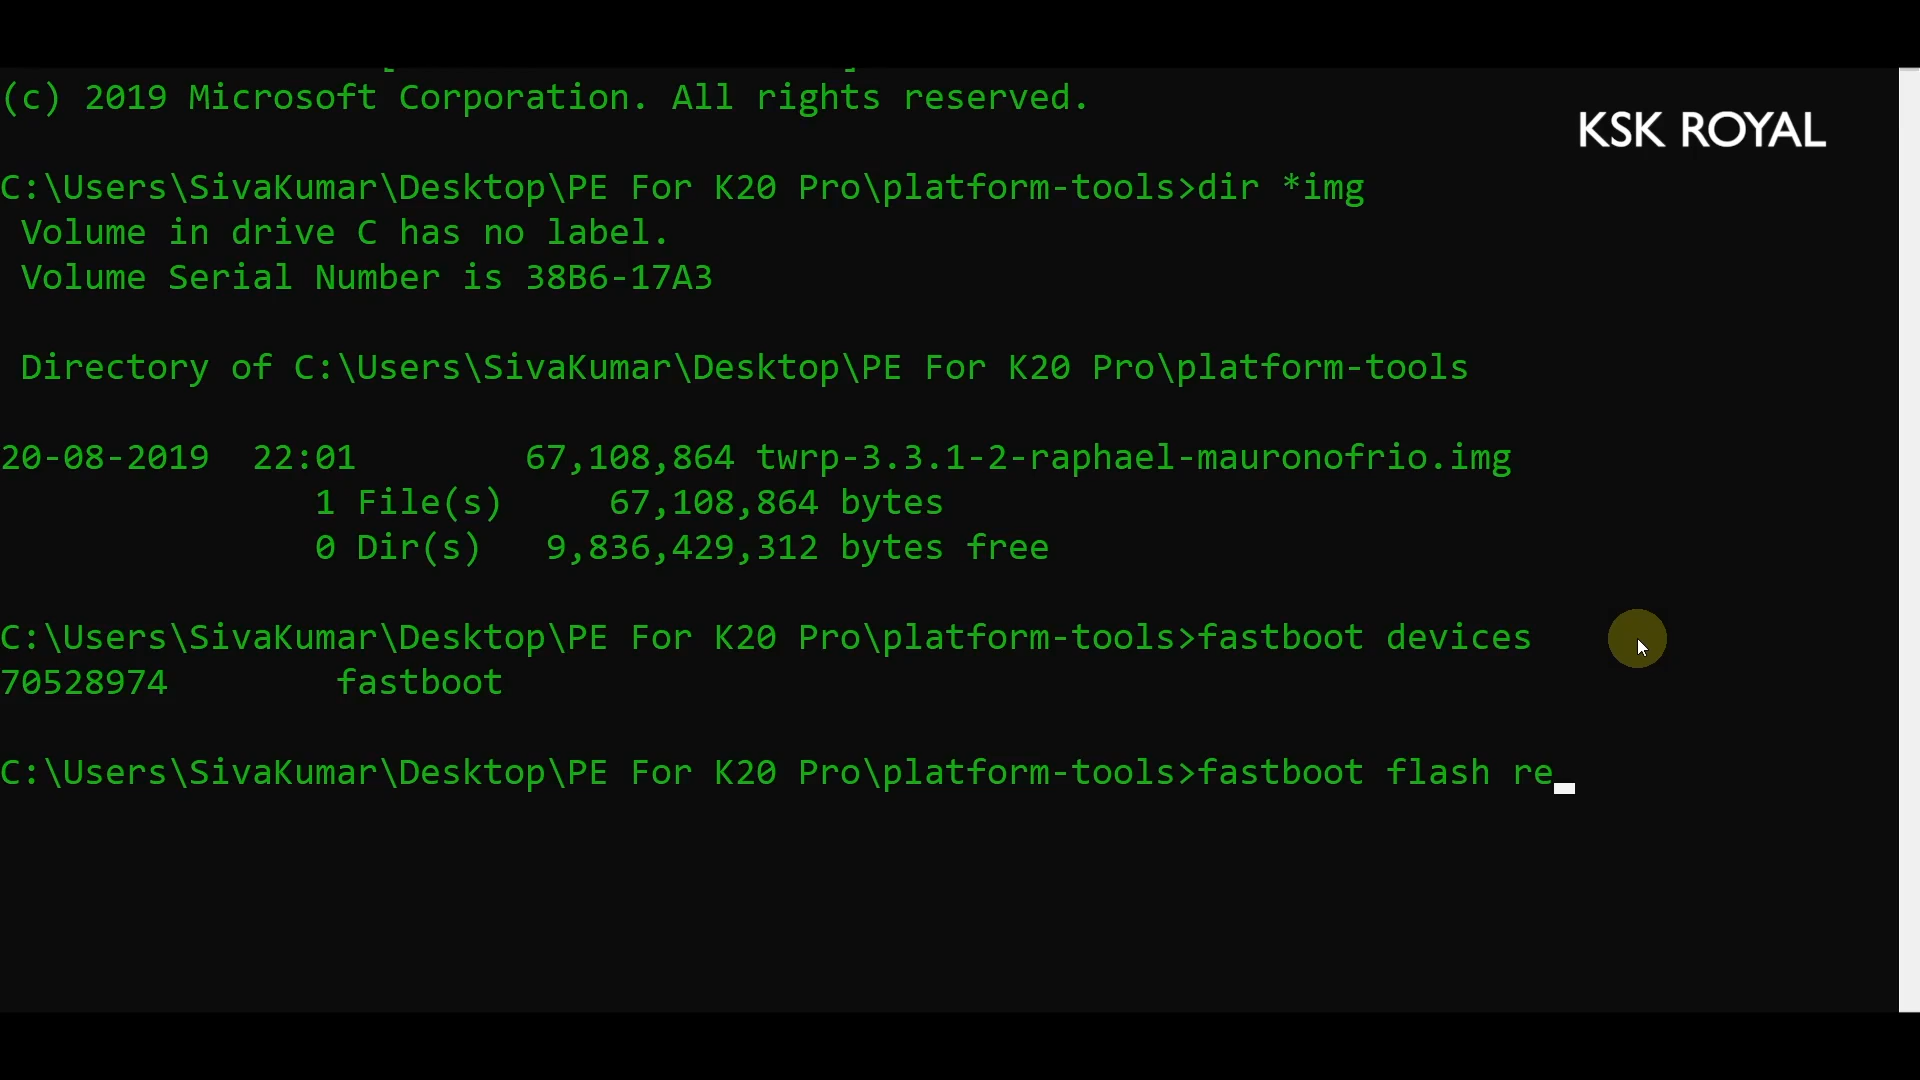 (c) 2019 Microsoft Corporation. All rights reserved.
KSK ROYAL
C:\Users\SivaKumar\Desktop\PE For K20 Pro\platform-tools>dir *img
Volume in drive C has no label.
Volume Serial Number is 38B6-17A3
Directory of C:\Users\SivaKumar\Desktop\PE For K20 Pro\platform-tools
20-08-2019  22:01        67,108,864 twrp-3.3.1-2-raphael-mauronofrio.img
1 File(s)     67,108,864 bytes
0 Dir(s)   9,836,429,312 bytes free
C:\Users\SivaKumar\Desktop\PE For K20 Pro\platform-tools>fastboot devices
70528974        fastboot
C:\Users\SivaKumar\Desktop\PE For K20 Pro\platform-tools>fastboot flash re_